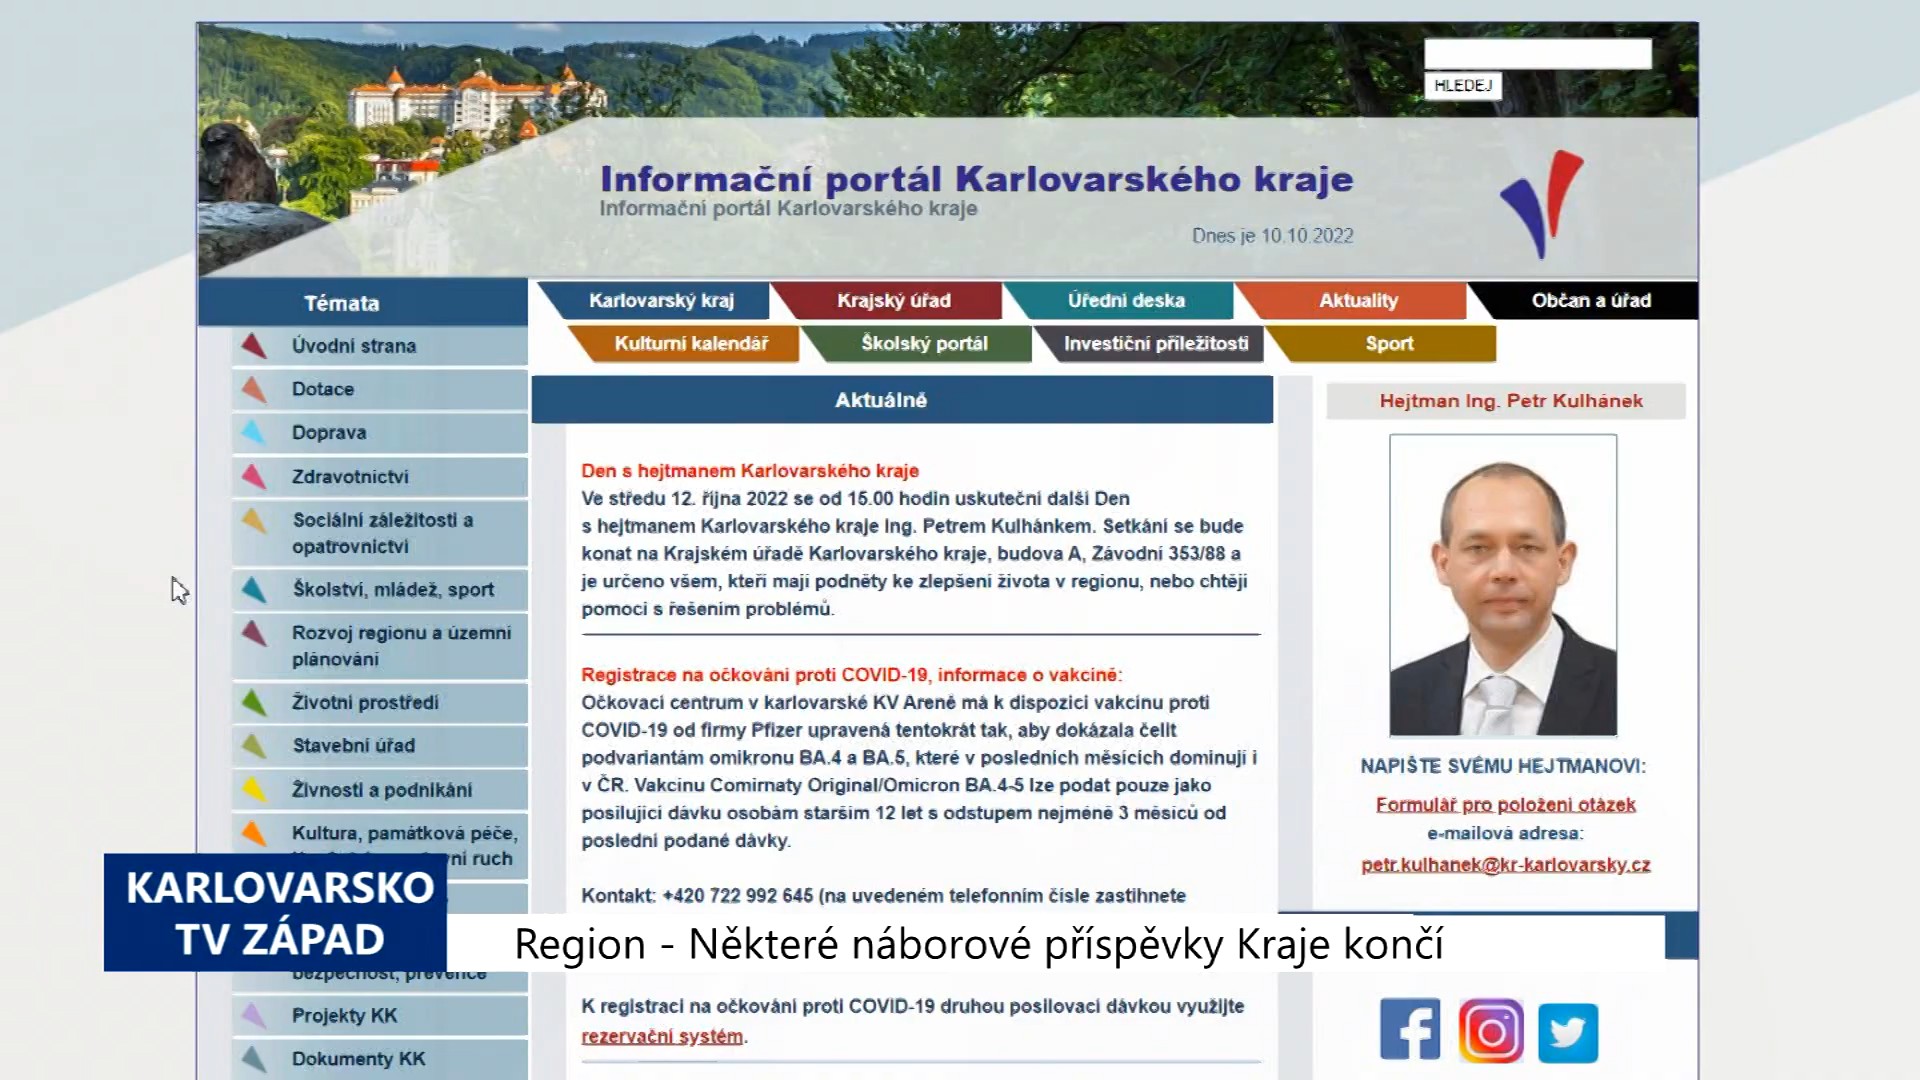 HLEDEJ
Informační portál Karlovarského kraje
Informační portál Karlovarského kraje
Dnes je 10.10.2022
Témata
Úvodní strana
Dotace
Doprava
Zdravotnictví
Sociální záležitosti a
opatrovnictví
Školství, mládež, sport
Rozvoj regionu a územní
plánování
Životní prostředí
Stavební úřad
Živnosti a podnikání
Kultura, památková péče,
ruch
bezpečnost, prevence
Projekty KK
Dokumenty KK
Karlovarský kraj
Krajský úřad
Úřední deska
Aktuality
Občan a úřad
Kulturní kalendář
Školský portál
Investiční příležitosti
Sport
Aktuálně
Den s hejtmanem Karlovarského kraje
Ve středu 12. října 2022 se od 15.00 hodin uskuteční další Den
s hejtmanem Karlovarského kraje Ing. Petrem Kulhánkem. Setkání se bude
konat na Krajském úřadě Karlovarského kraje, budova A, Závodní 353/88 a
je určeno všem, kteří mají podněty ke zlepšení života v regionu, nebo chtějí
pomoci s řešením problémů.
Registrace na očkování proti COVID-19, informace o vakcíně:
Očkovací centrum v karlovarské KV Areně má k dispozici vakcínu proti
COVID-19 od firmy Pfizer upravená tentokrát tak, aby dokázala čelit
podvariantám omikronu BA.4 a BA.5, které v posledních měsících dominují i
v ČR. Vakcínu Comirnaty Original/Omicron BA.4-5 lze podat pouze jako
posilující dávku osobám starším 12 let s odstupem nejméně 3 měsíců od
poslední podané dávky.
Kontakt: +420 722 992 645 (na uvedeném telefonním čísle zastihnete
K registraci na očkování proti COVID-19 druhou posilovací dávkou využijte
rezervační systém.
Hejtman Ing. Petr Kulhánek
NAPIŠTE SVÉMU HEJTMANOVI:
Formulář pro položení otázek
e-mailová adresa:
petr.kulhanek@kr-karlovarsky.cz
KARLOVARSKO
TV ZÁPAD
Region - Některé náborové příspěvky Kraje končí